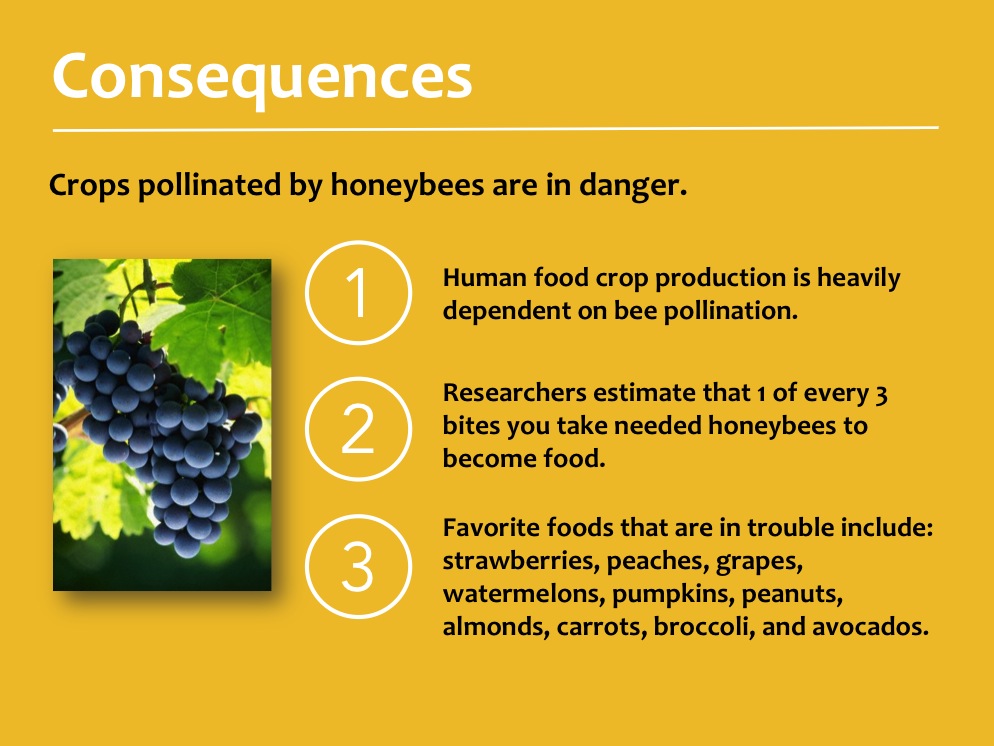 Consequences
Crops pollinated by honeybees are in danger.
1
Human food crop production is heavily
dependent on bee pollination.
2
Researchers estimate that 1 of every 3
bites you take needed honeybees to
become food.
3
Favorite foods that are in trouble include:
strawberries, peaches, grapes,
watermelons, pumpkins, peanuts,
almonds, carrots, broccoli, and avocados.